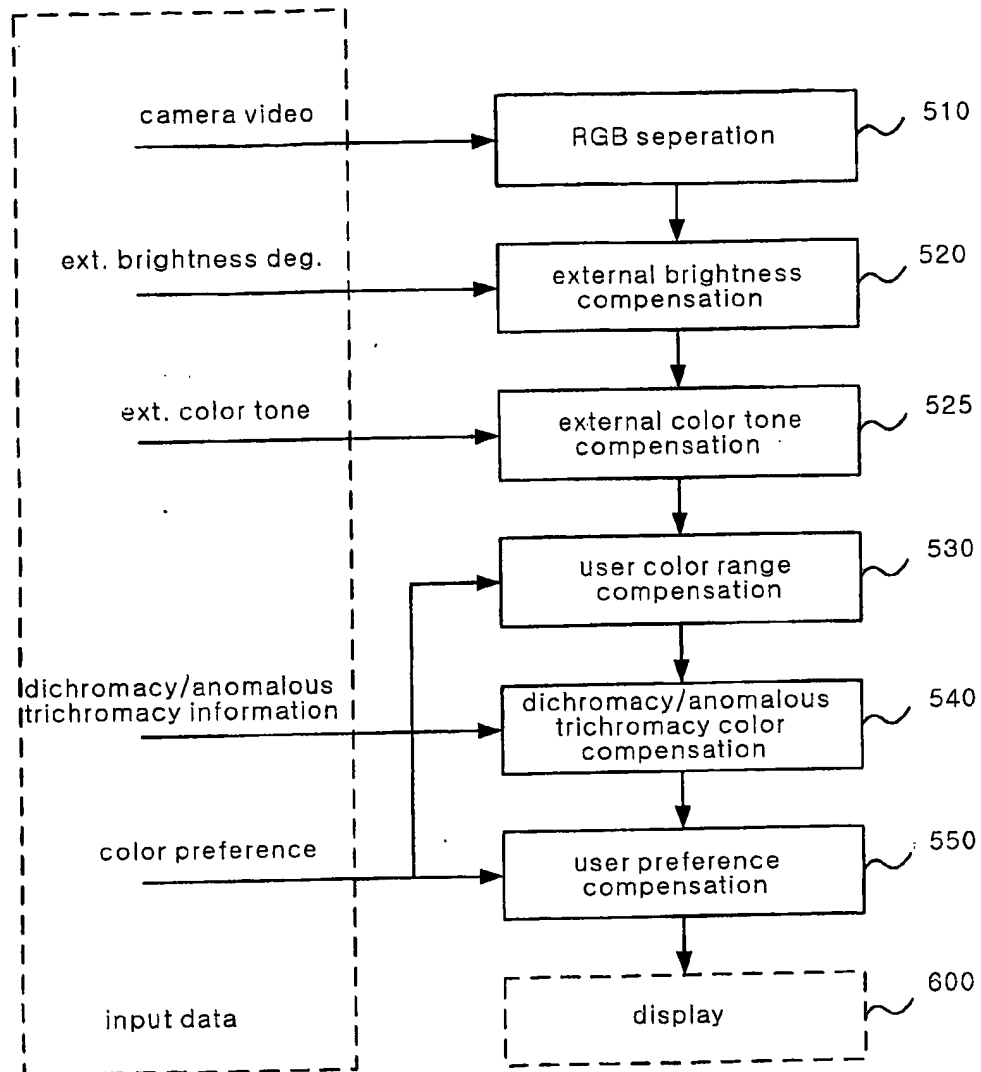 camera video
RGB seperation
510
ext. brightness deg.
external brightness
compensation
520
ext. color tone
external color tone
compensation
525
user color range
compensation
530
dichromacy/anomalous
trichromacy information
dichromacy/anomalous
trichromacy color
compensation
540
color preference
user preference
compensation
550
input data
display
600